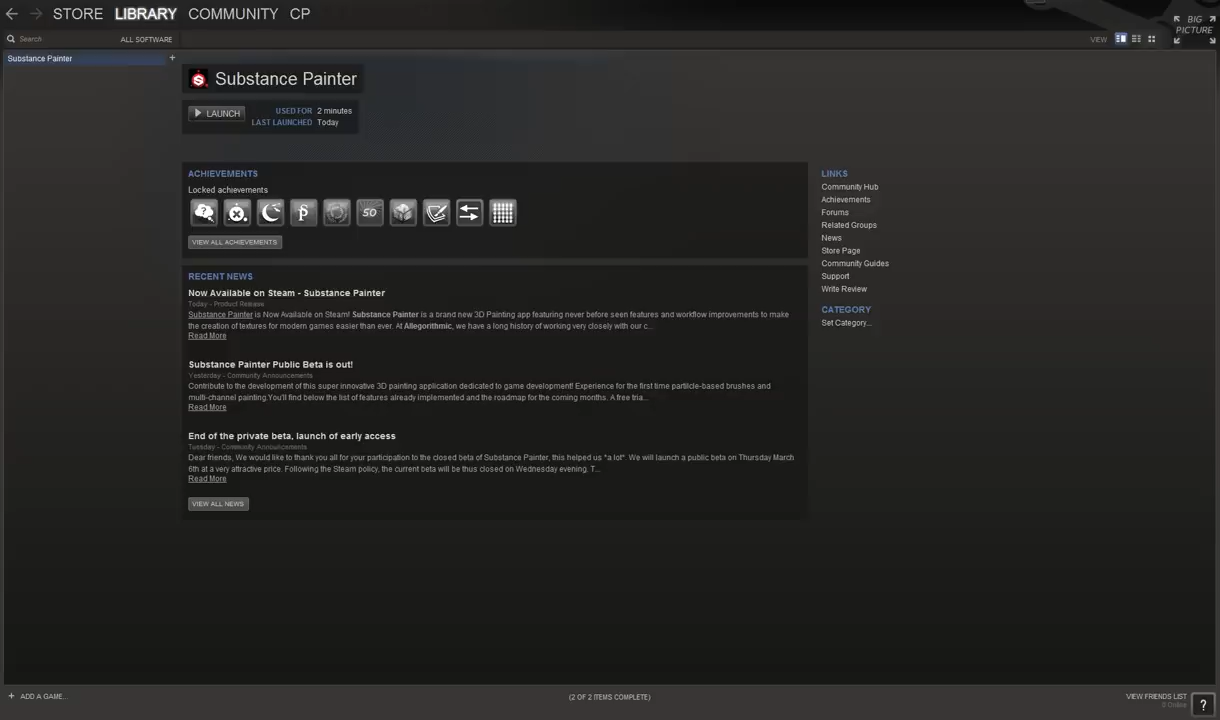 STORE LIBRARY COMMUNITY CP
BIG PICTURE
Search ALL SOFTWARE VIEW
Substance Painter +
Substance Painter
LAUNCH
USED FOR 2 minutes
LAST LAUNCHED Today
ACHIEVEMENTS
Locked achievements
50
VIEW ALL ACHIEVEMENTS
RECENT NEWS
Now Available on Steam - Substance Painter
Today - Product Release
Substance Painter is Now Available on Steam! Substance Painter is a brand new 3D Painting app featuring never before seen features and workflow improvements to make
the creation of textures for modern games easier than ever. At Allegorithmic, we have a long history of working very closely with our c...
Read More
Substance Painter Public Beta is out!
Yesterday - Community Announcements
Contribute to the development of this super innovative 3D painting application dedicated to game development! Experience for the first time partilcle-based brushes and
multi-channel painting.You'll find below the list of features already implemented and the roadmap for the coming months. A free tria...
Read More
End of the private beta, launch of early access
Tuesday - Community Announcements
Dear friends, We would like to thank you all for your participation to the closed beta of Substance Painter, this helped us *a lot*. We will launch a public beta on Thursday March
6th at a very attractive price. Following the Steam policy, the current beta will be thus closed on Wednesday evening. T...
Read More
VIEW ALL NEWS
LINKS
Community Hub
Achievements
Forums
Related Groups
News
Store Page
Community Guides
Support
Write Review
CATEGORY
Set Category...
+ ADD A GAME...
(2 OF 2 ITEMS COMPLETE)
VIEW FRIENDS LIST
0 Online
?